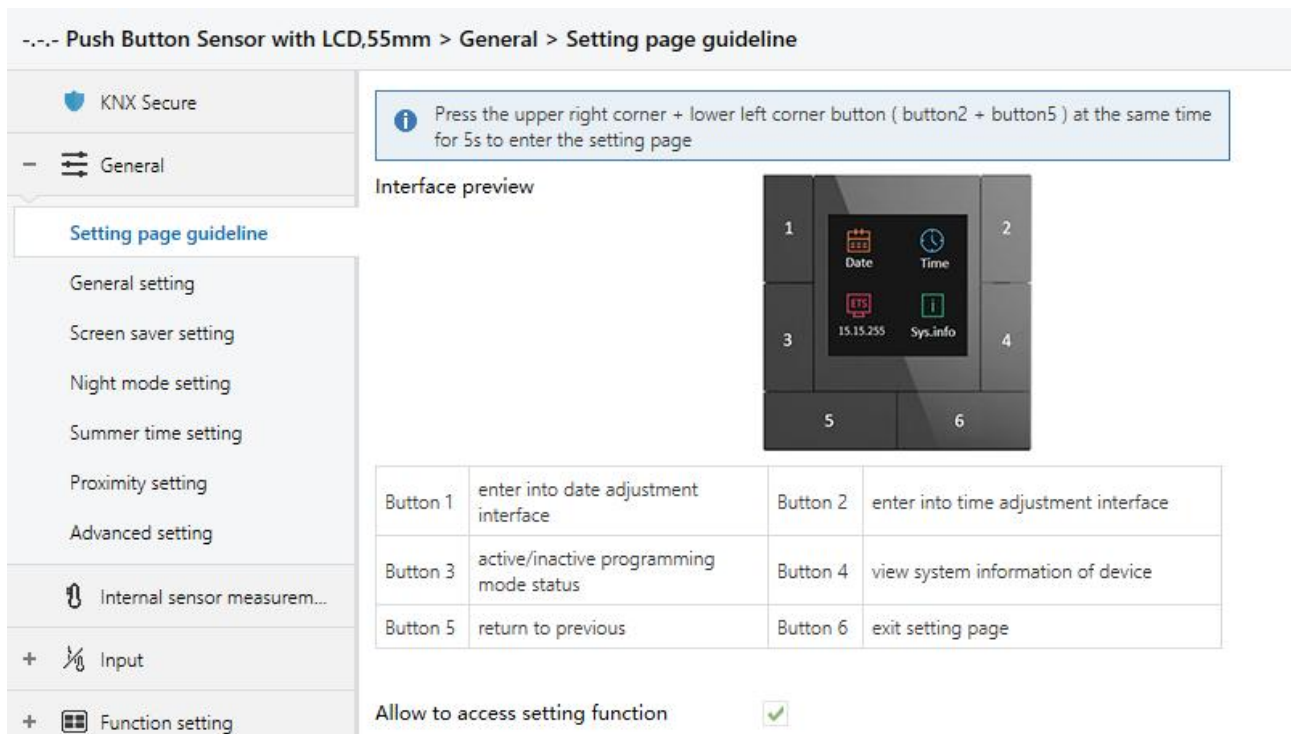 -.-.- Push Button Sensor with LCD,55mm > General > Setting page guideline
KNX Secure
General
Setting page guideline
General setting
Screen saver setting
Night mode setting
Summer time setting
Proximity setting
Advanced setting
Internal sensor measurem...
Input
Function setting
Press the upper right corner + lower left corner button ( button2 + button5 ) at the same time
for 5s to enter the setting page
Interface preview
1
2
Date
Time
ETS
i
15.15.255
Sys.info
3
4
5
6
Button 1
enter into date adjustment
interface
Button 2
enter into time adjustment interface
Button 3
active/inactive programming
mode status
Button 4
view system information of device
Button 5
return to previous
Button 6
exit setting page
Allow to access setting function